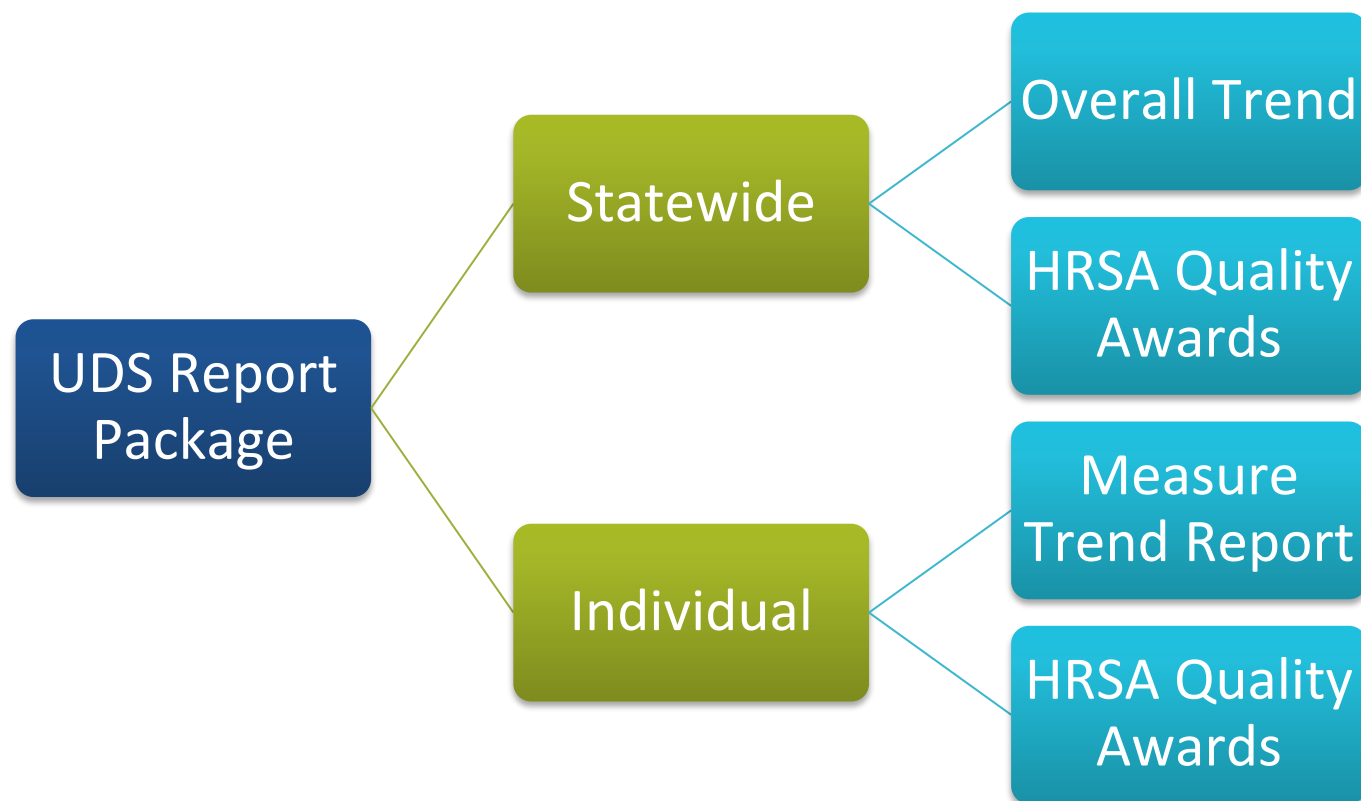 UDS Report
Package
Statewide
Individual
Overall Trend
HRSA Quality
Awards
Measure
Trend Report
HRSA Quality
Awards